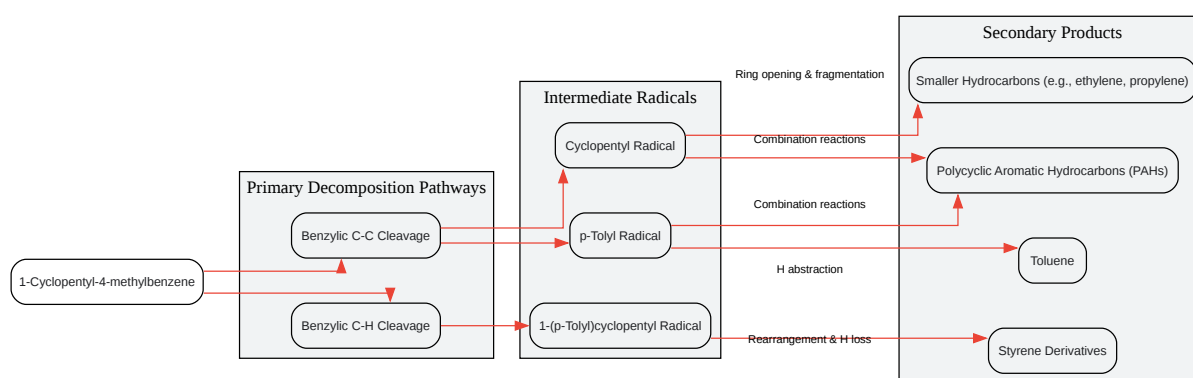 Secondary Products
Ring opening & fragmentation
Smaller Hydrocarbons (e.g., ethylene, propylene)
Intermediate Radicals
Combination reactions
Cyclopentyl Radical
Polycyclic Aromatic Hydrocarbons (PAHs)
Primary Decomposition Pathways
Combination reactions
Benzylic C-C Cleavage
p-Tolyl Radical
Toluene
H abstraction
1-Cyclopentyl-4-methylbenzene
Benzylic C-H Cleavage
1-(p-Tolyl)cyclopentyl Radical
Rearrangement & H loss
Styrene Derivatives